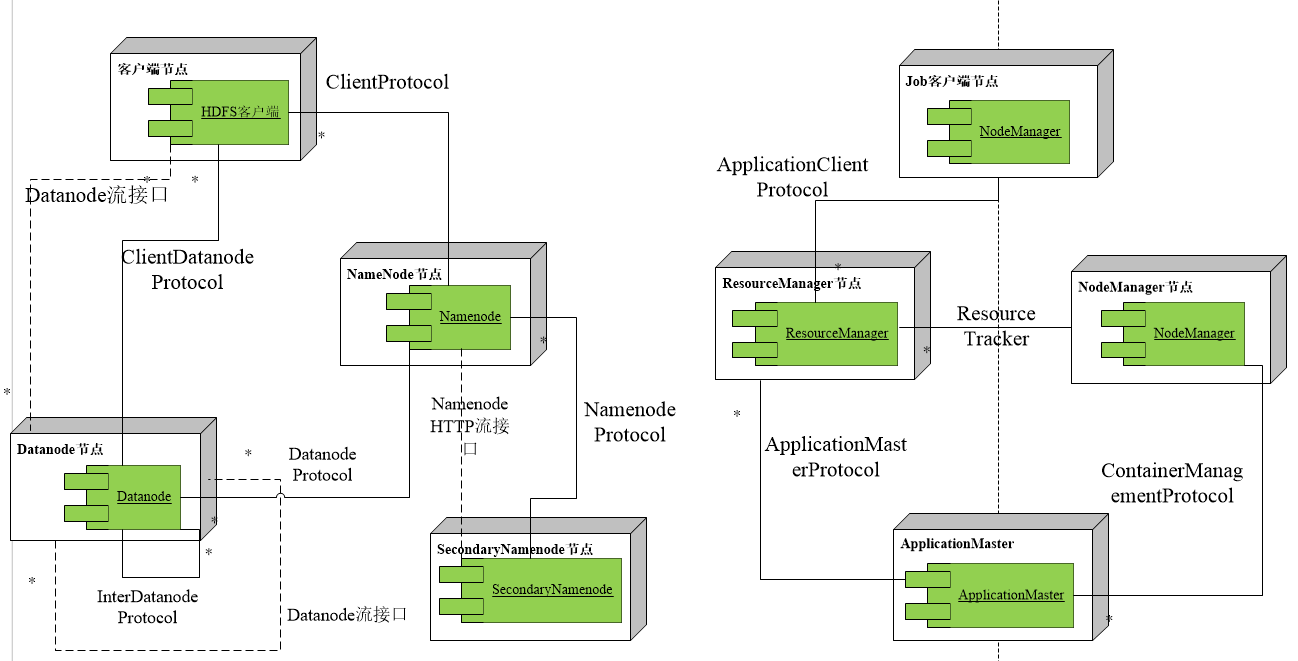 客户端节点
HDFS客户端
ClientProtocol
*
*
*
Datanode流接口
ClientDatanode
Protocol
NameNode节点
Namenode
*
*
Namenode
HTTP流接
口
Namenode
Protocol
Datanode节点
Datanode
*
Datanode
Protocol
*
*
*
InterDatanode
Protocol
Datanode流接口
SecondaryNamenode节点
SecondaryNamenode
Job客户端节点
NodeManager
ApplicationClient
Protocol
*
ResourceManager节点
ResourceManager
*
Resource
Tracker
NodeManager节点
NodeManager
*
ApplicationMast
erProtocol
ContainerManag
ementProtocol
ApplicationMaster
ApplicationMaster
*